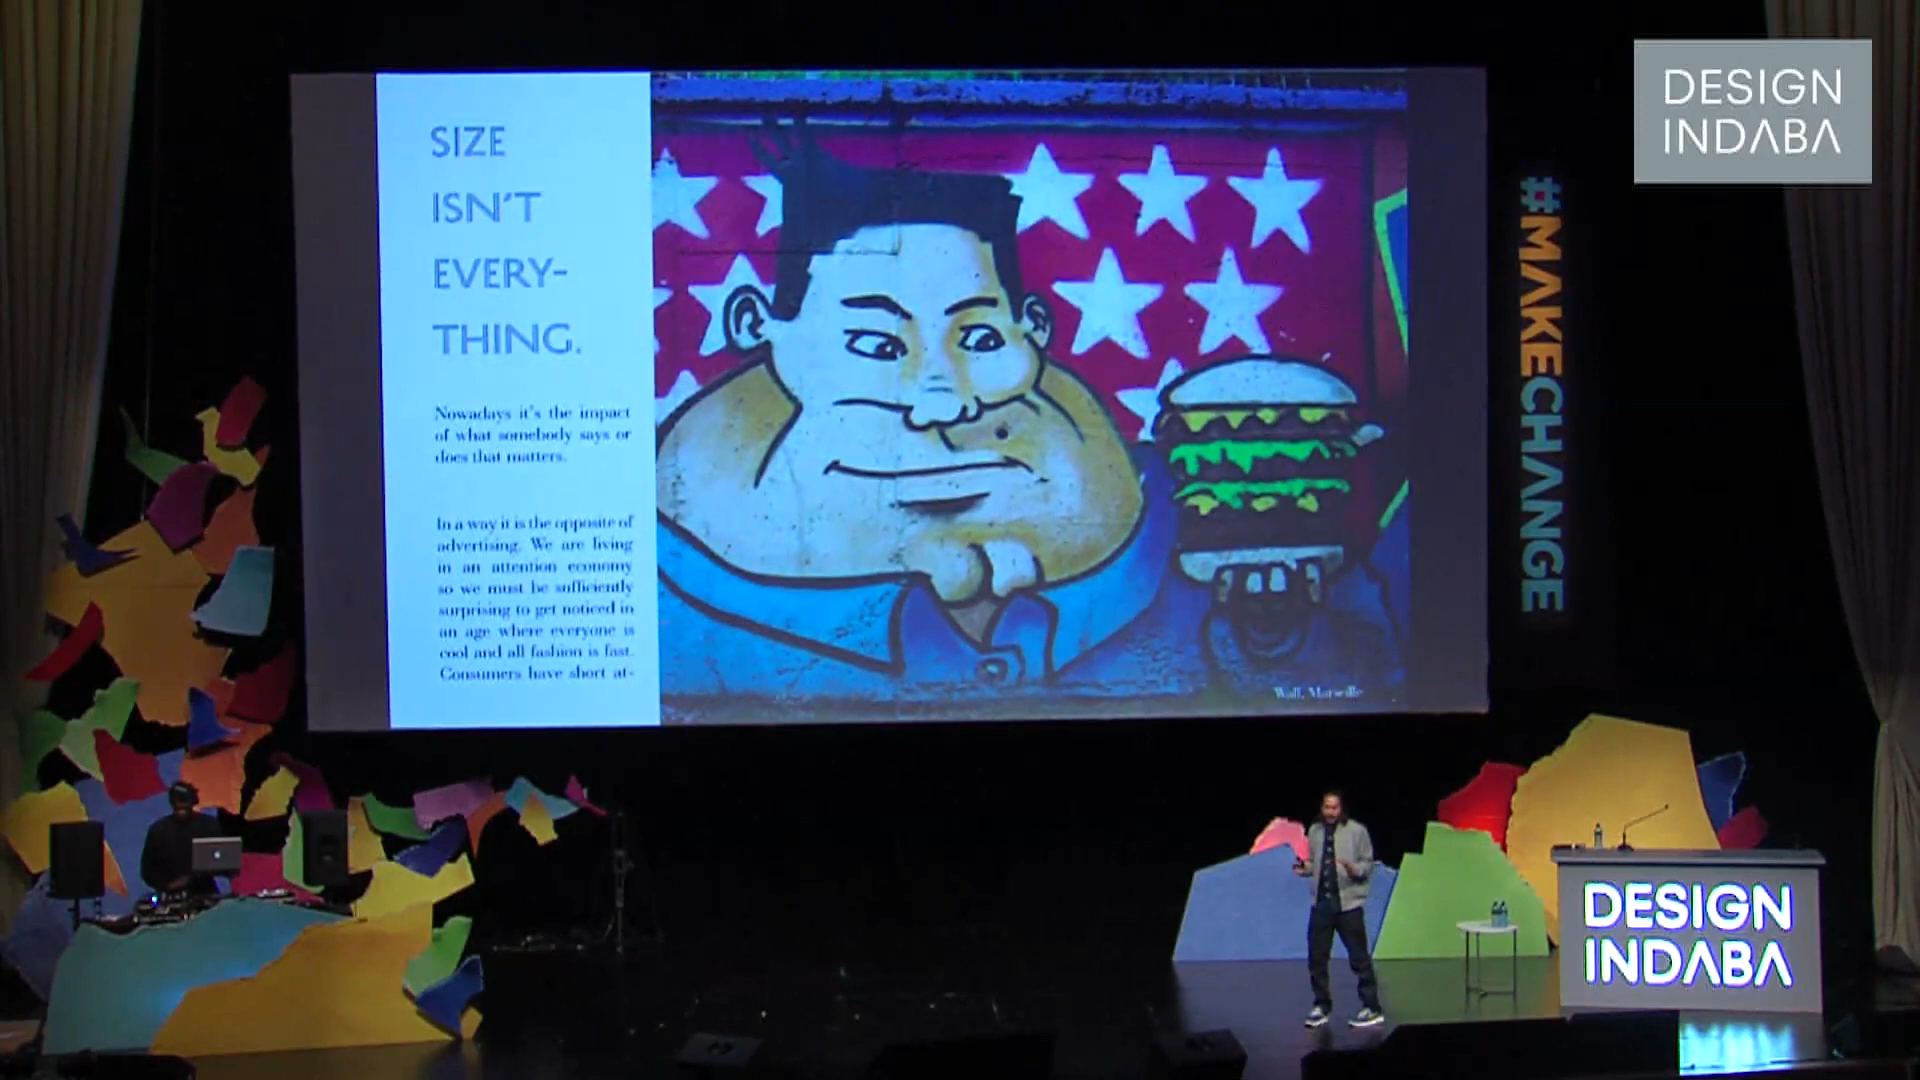 SIZE
ISN'T
EVERY-
THING.
Nowadays it's the impact
of what somebody says or
does that matters.
In a way it is the opposite of
advertising. We are living
in an attention economy
so we must be sufficiently
surprising to get noticed in
an age where everyone is
cool and all fashion is fast.
Consumers have short at-
Wall, Marseille
DESIGN
INDABA
#MAKECHANGE
DESIGN
INDABA